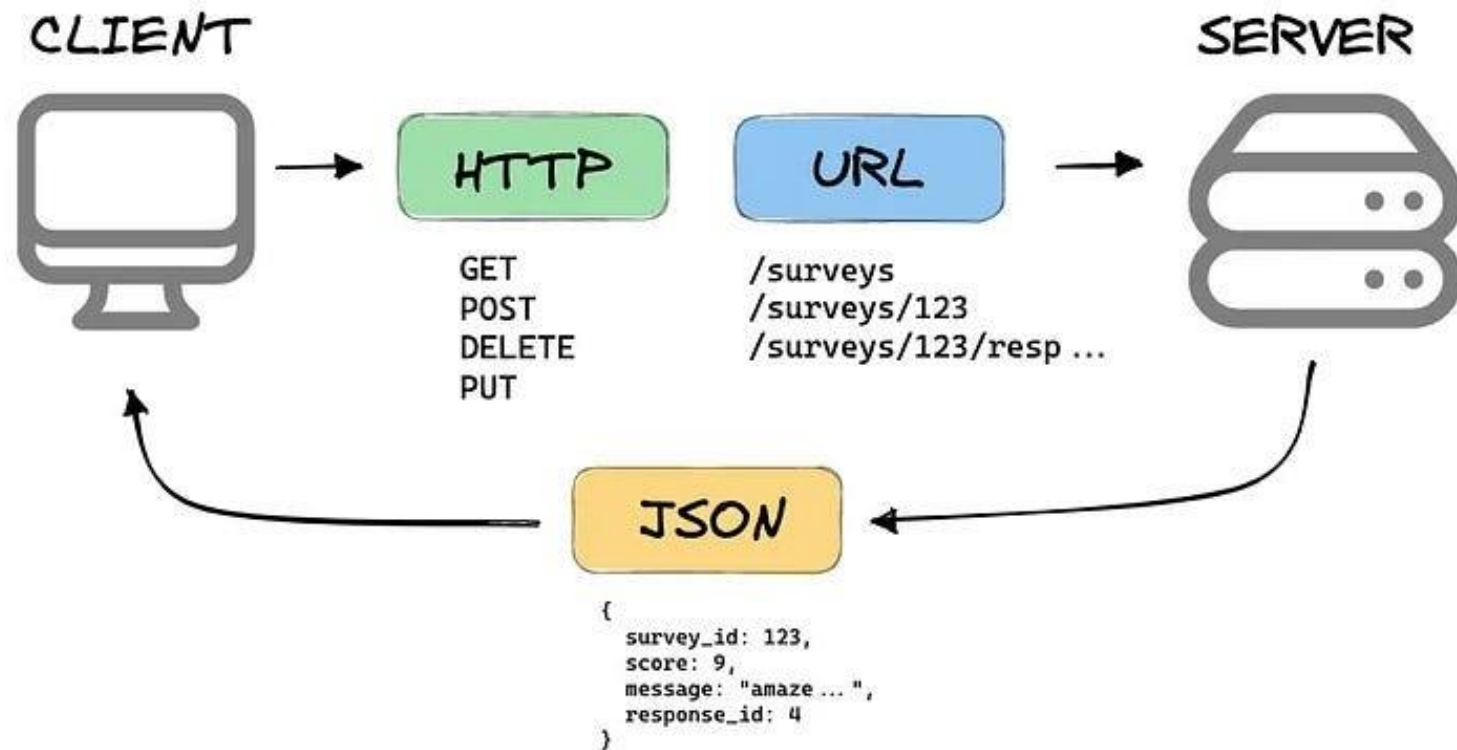 CLIENT
SERVER
HTTP
URL
GET
POST
DELETE
PUT
/surveys
/surveys/123
/surveys/123/resp ...
JSON
{
survey_id: 123,
score: 9,
message: "amaze ... ",
response_id: 4
}